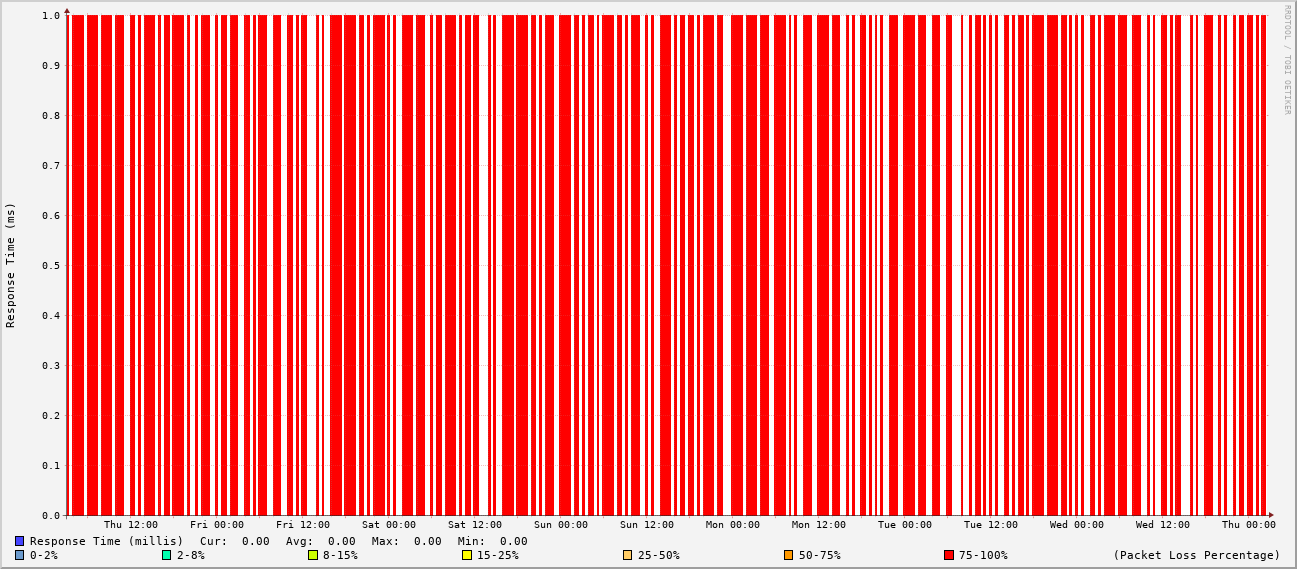 RRDTOOL / TOBI OETIKER
Response Time (ms)
1.0
0.9
0.8
0.7
0.6
0.5
0.4
0.3
0.2
0.1
0.0
Thu 12:00 Fri 00:00 Fri 12:00 Sat 00:00 Sat 12:00 Sun 00:00 Sun 12:00 Mon 00:00 Mon 12:00 Tue 00:00 Tue 12:00 Wed 00:00 Wed 12:00 Thu 00:00
Response Time (millis) Cur: 0.00 Avg: 0.00 Max: 0.00 Min: 0.00
0-2% 2-8% 8-15% 15-25% 25-50% 50-75% 75-100% (Packet Loss Percentage)